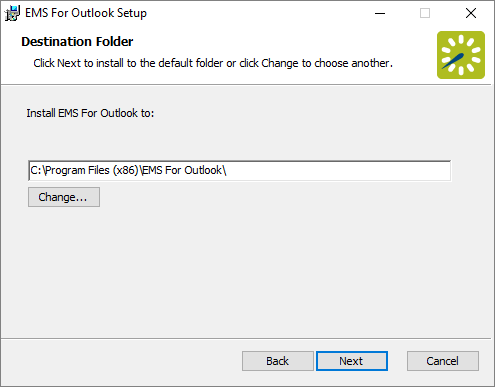 EMS For Outlook Setup
Destination Folder
Click Next to install to the default folder or click Change to choose another.
Install EMS For Outlook to:
C:\Program Files (x86)\EMS For Outlook\
Change...
Back Next Cancel